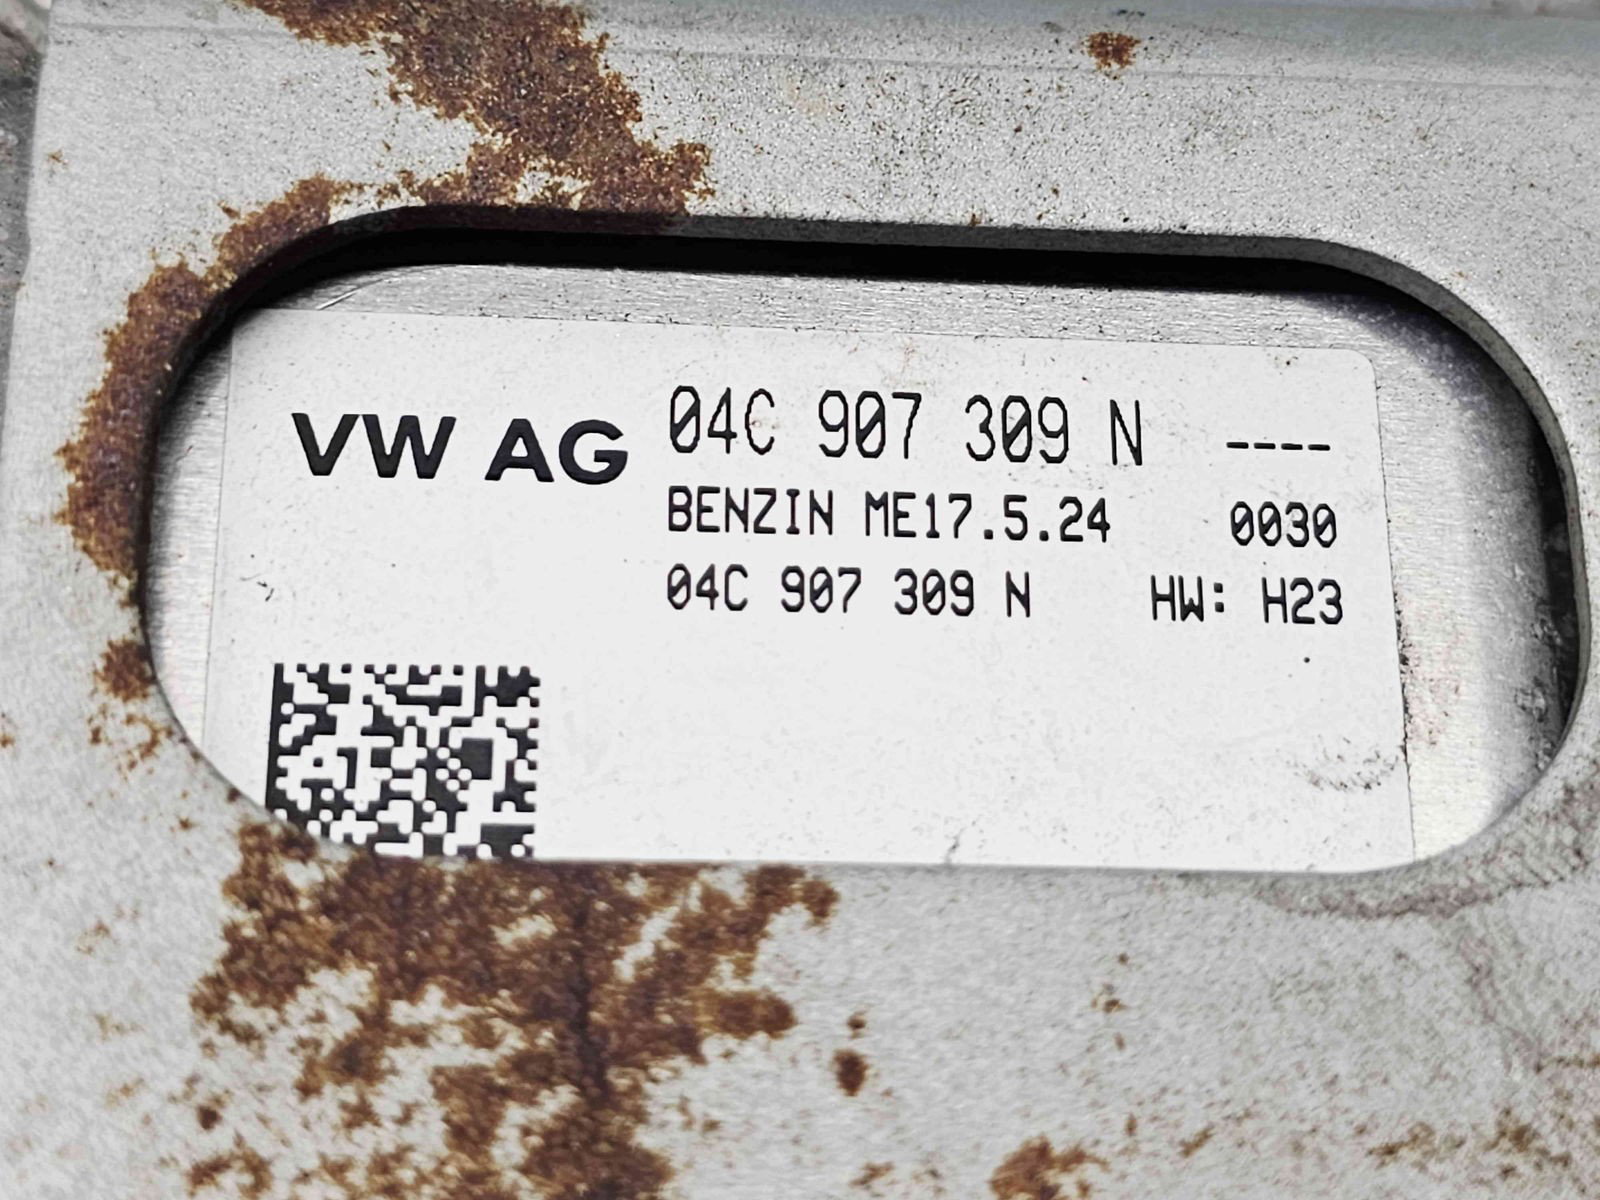 VW AG 04C 907 309 N ----
BENZIN ME17.5.24 0030
04C 907 309 N HW: H23